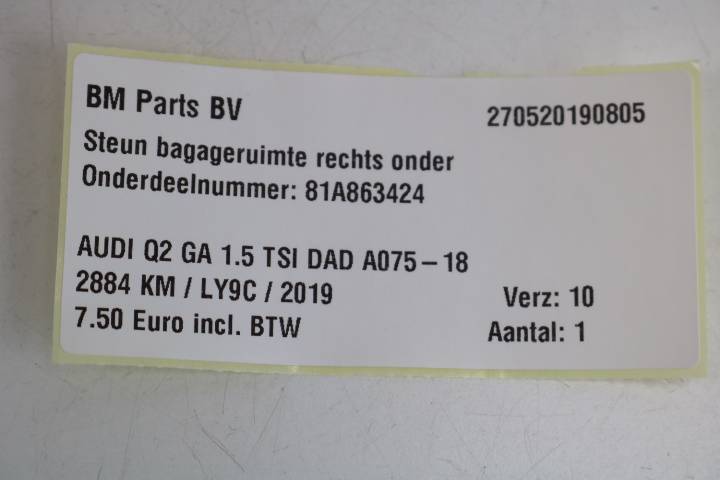 BM Parts BV 270520190805
Steun bagageruimte rechts onder
Onderdeelnummer: 81A863424
AUDI Q2 GA 1.5 TSI DAD A075-18
2884 KM / LY9C / 2019 Verz: 10
7.50 Euro incl. BTW Aantal: 1